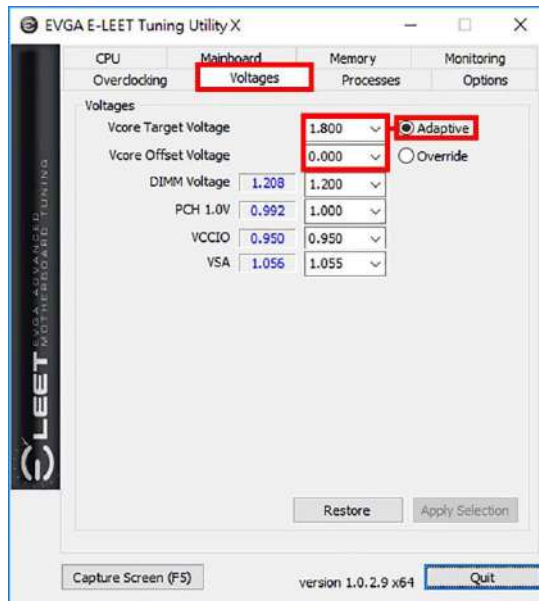 EVGA E-LEET Tuning Utility X
CPU Mainboard Memory Monitoring
Overclocking Voltages Processes Options
Voltages
Vcore Target Voltage 1.800 Adaptive
Vcore Offset Voltage 0.000 Override
DIMM Voltage 1.208 1.200
PCH 1.0V 0.992 1.000
VCCIO 0.950 0.950
VSA 1.056 1.055
LEET EVGA ADVANCED
MOTHERBOARD TUNING
Restore Apply Selection
Capture Screen (F5) version 1.0.2.9 x64 Quit